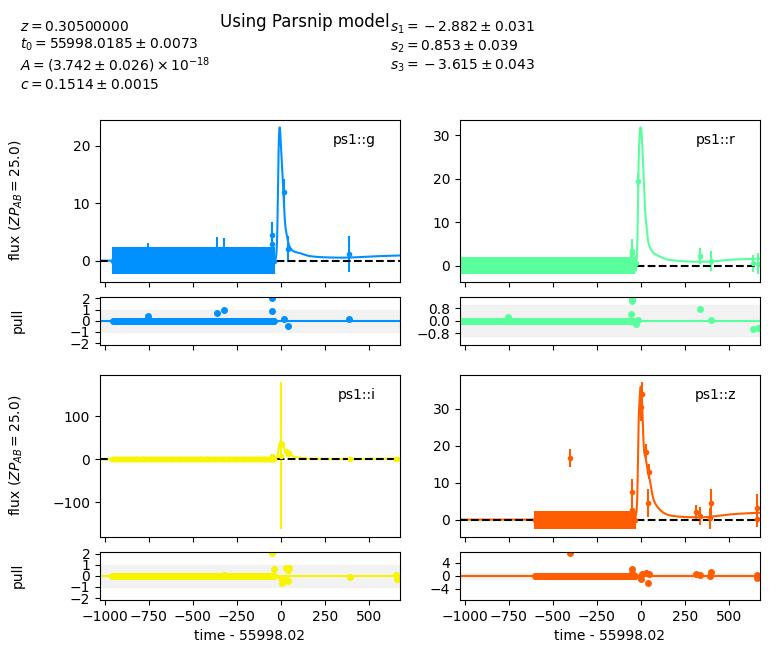 Using Parsnip model
z = 0.30500000
t₀ = 55998.0185 ± 0.0073
A = (3.742 ± 0.026) × 10⁻¹⁸
c = 0.1514 ± 0.0015
s₁ = −2.882 ± 0.031
s₂ = 0.853 ± 0.039
s₃ = −3.615 ± 0.043
flux (ZP_AB = 25.0)
20
10
0
ps1::g
30
20
10
0
ps1::r
pull
2
1
0
−1
−2
0.8
0.0
−0.8
flux (ZP_AB = 25.0)
100
0
−100
ps1::i
30
20
10
0
ps1::z
pull
2
1
0
−1
−2
4
0
−4
−1000 −750 −500 −250 0 250 500
−1000 −750 −500 −250 0 250 500
time - 55998.02
time - 55998.02